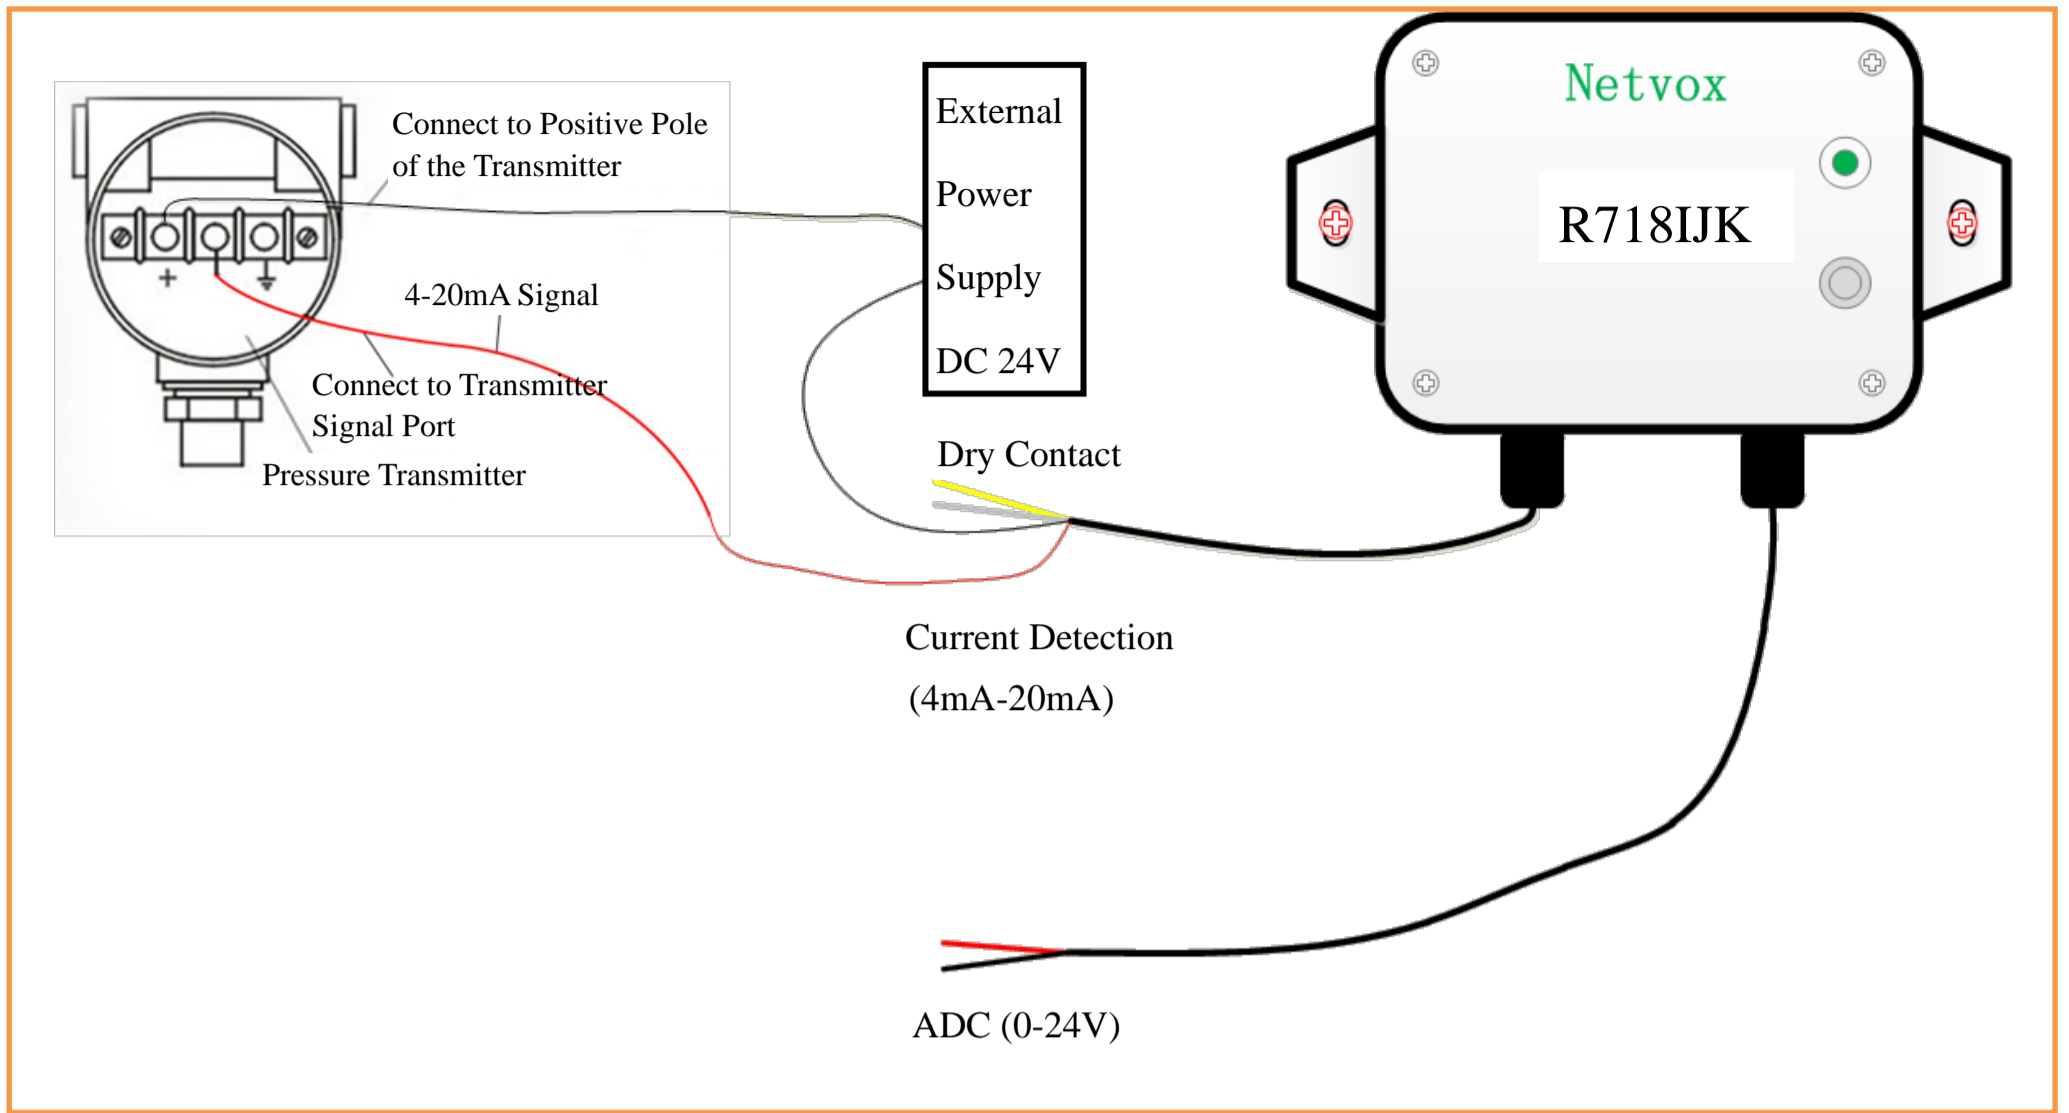 Connect to Positive Pole
of the Transmitter
+
4-20mA Signal
Connect to Transmitter
Signal Port
Pressure Transmitter
External
Power
Supply
DC 24V
Dry Contact
Current Detection
(4mA-20mA)
ADC (0-24V)
Netvox
R718IJK